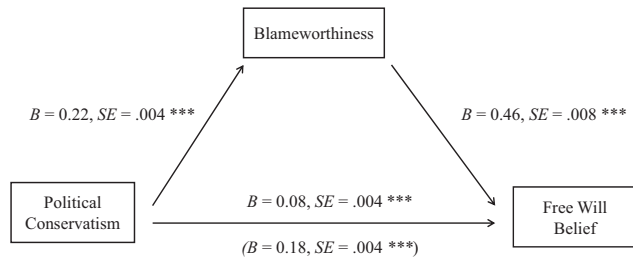 Blameworthiness
B = 0.22, SE = .004 ***
B = 0.46, SE = .008 ***
Political
Conservatism
B = 0.08, SE = .004 ***
(B = 0.18, SE = .004 ***)
Free Will
Belief